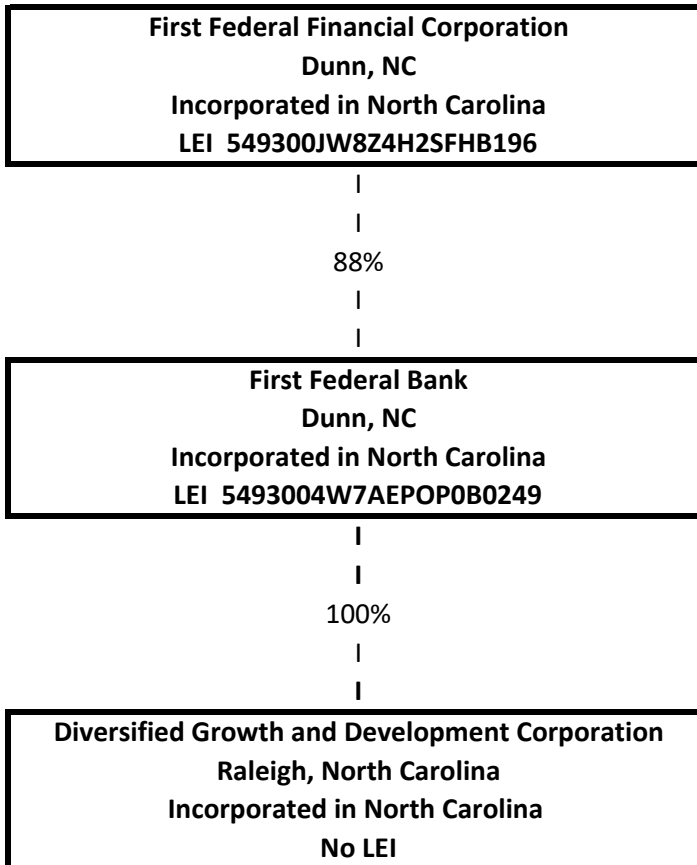 First Federal Financial Corporation
Dunn, NC
Incorporated in North Carolina
LEI 549300JW8Z4H2SFHB196
88%
First Federal Bank
Dunn, NC
Incorporated in North Carolina
LEI 5493004W7AEPOP0B0249
100%
Diversified Growth and Development Corporation
Raleigh, North Carolina
Incorporated in North Carolina
No LEI